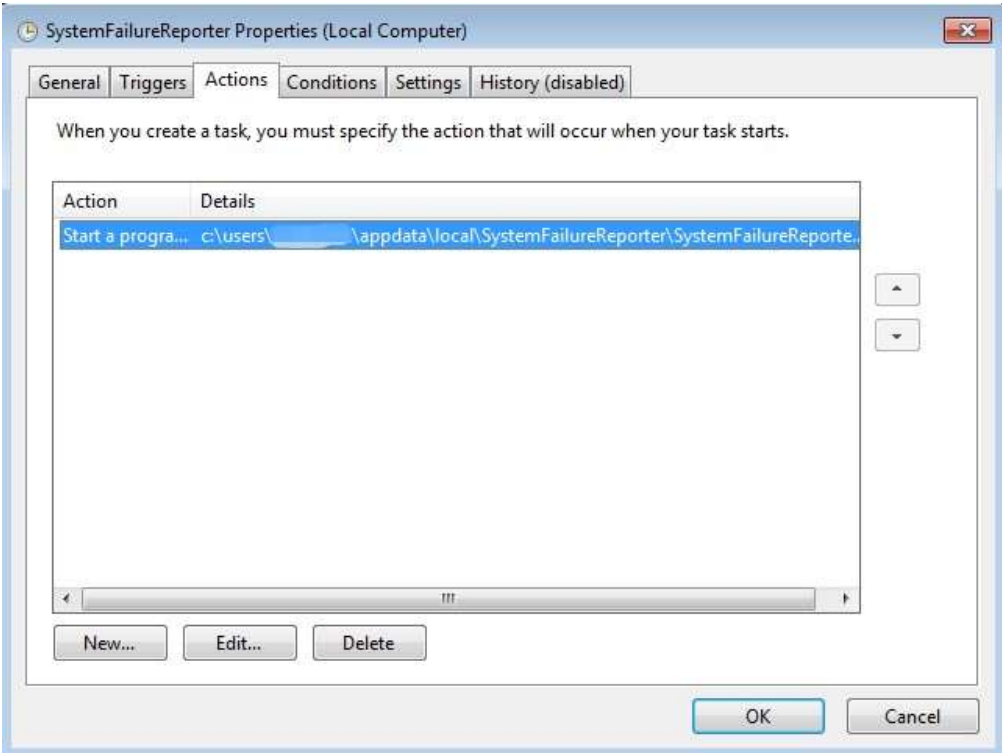 SystemFailureReporter Properties (Local Computer)
General Triggers Actions Conditions Settings History (disabled)
When you create a task, you must specify the action that will occur when your task starts.
Action Details
Start a progra... c:\users\ \appdata\local\SystemFailureReporter\SystemFailureReporte...
New... Edit... Delete
OK Cancel